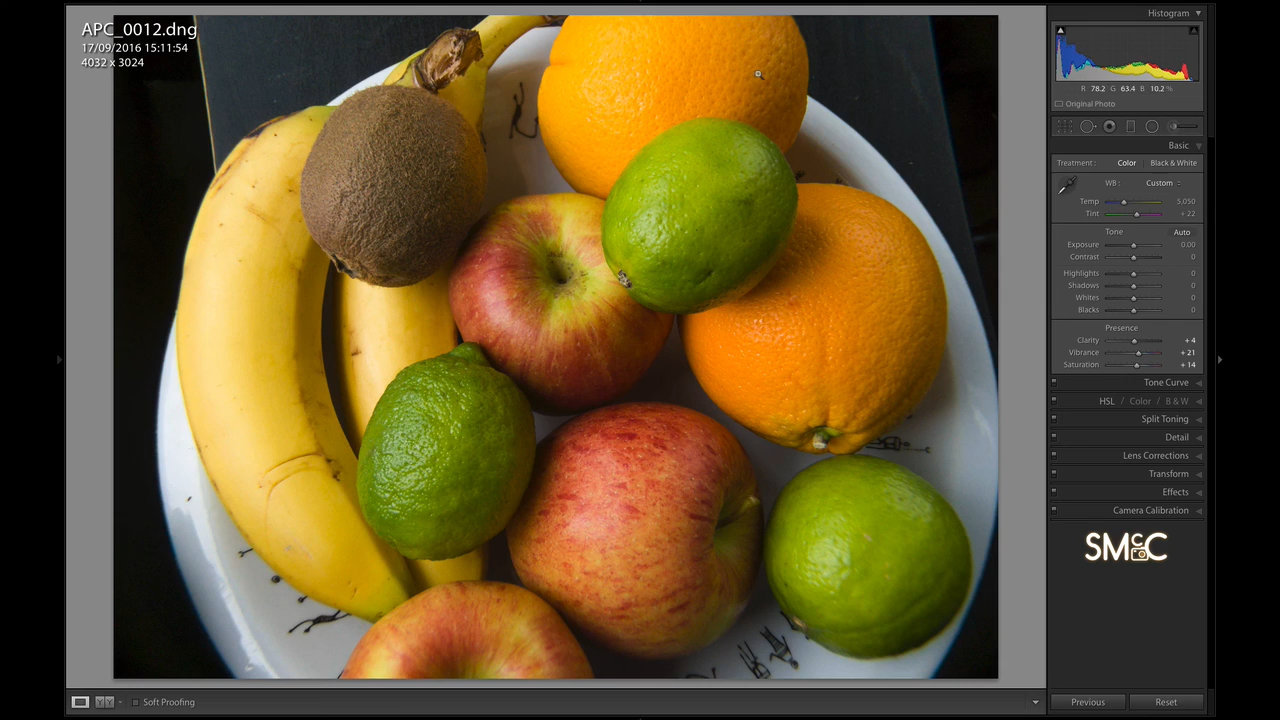 APC_0012.dng
17/09/2016 15:11:54
4032 x 3024
Histogram
R 78.2 G 63.4 B 10.2 %
Original Photo
Basic
Treatment : Color Black & White
WB : Custom
Temp 5,050
Tint + 22
Tone Auto
Exposure 0.00
Contrast 0
Highlights 0
Shadows 0
Whites 0
Blacks 0
Presence
Clarity + 4
Vibrance + 21
Saturation + 14
Tone Curve
HSL / Color / B & W
Split Toning
Detail
Lens Corrections
Transform
Effects
Camera Calibration
SMcC
Soft Proofing
Previous Reset